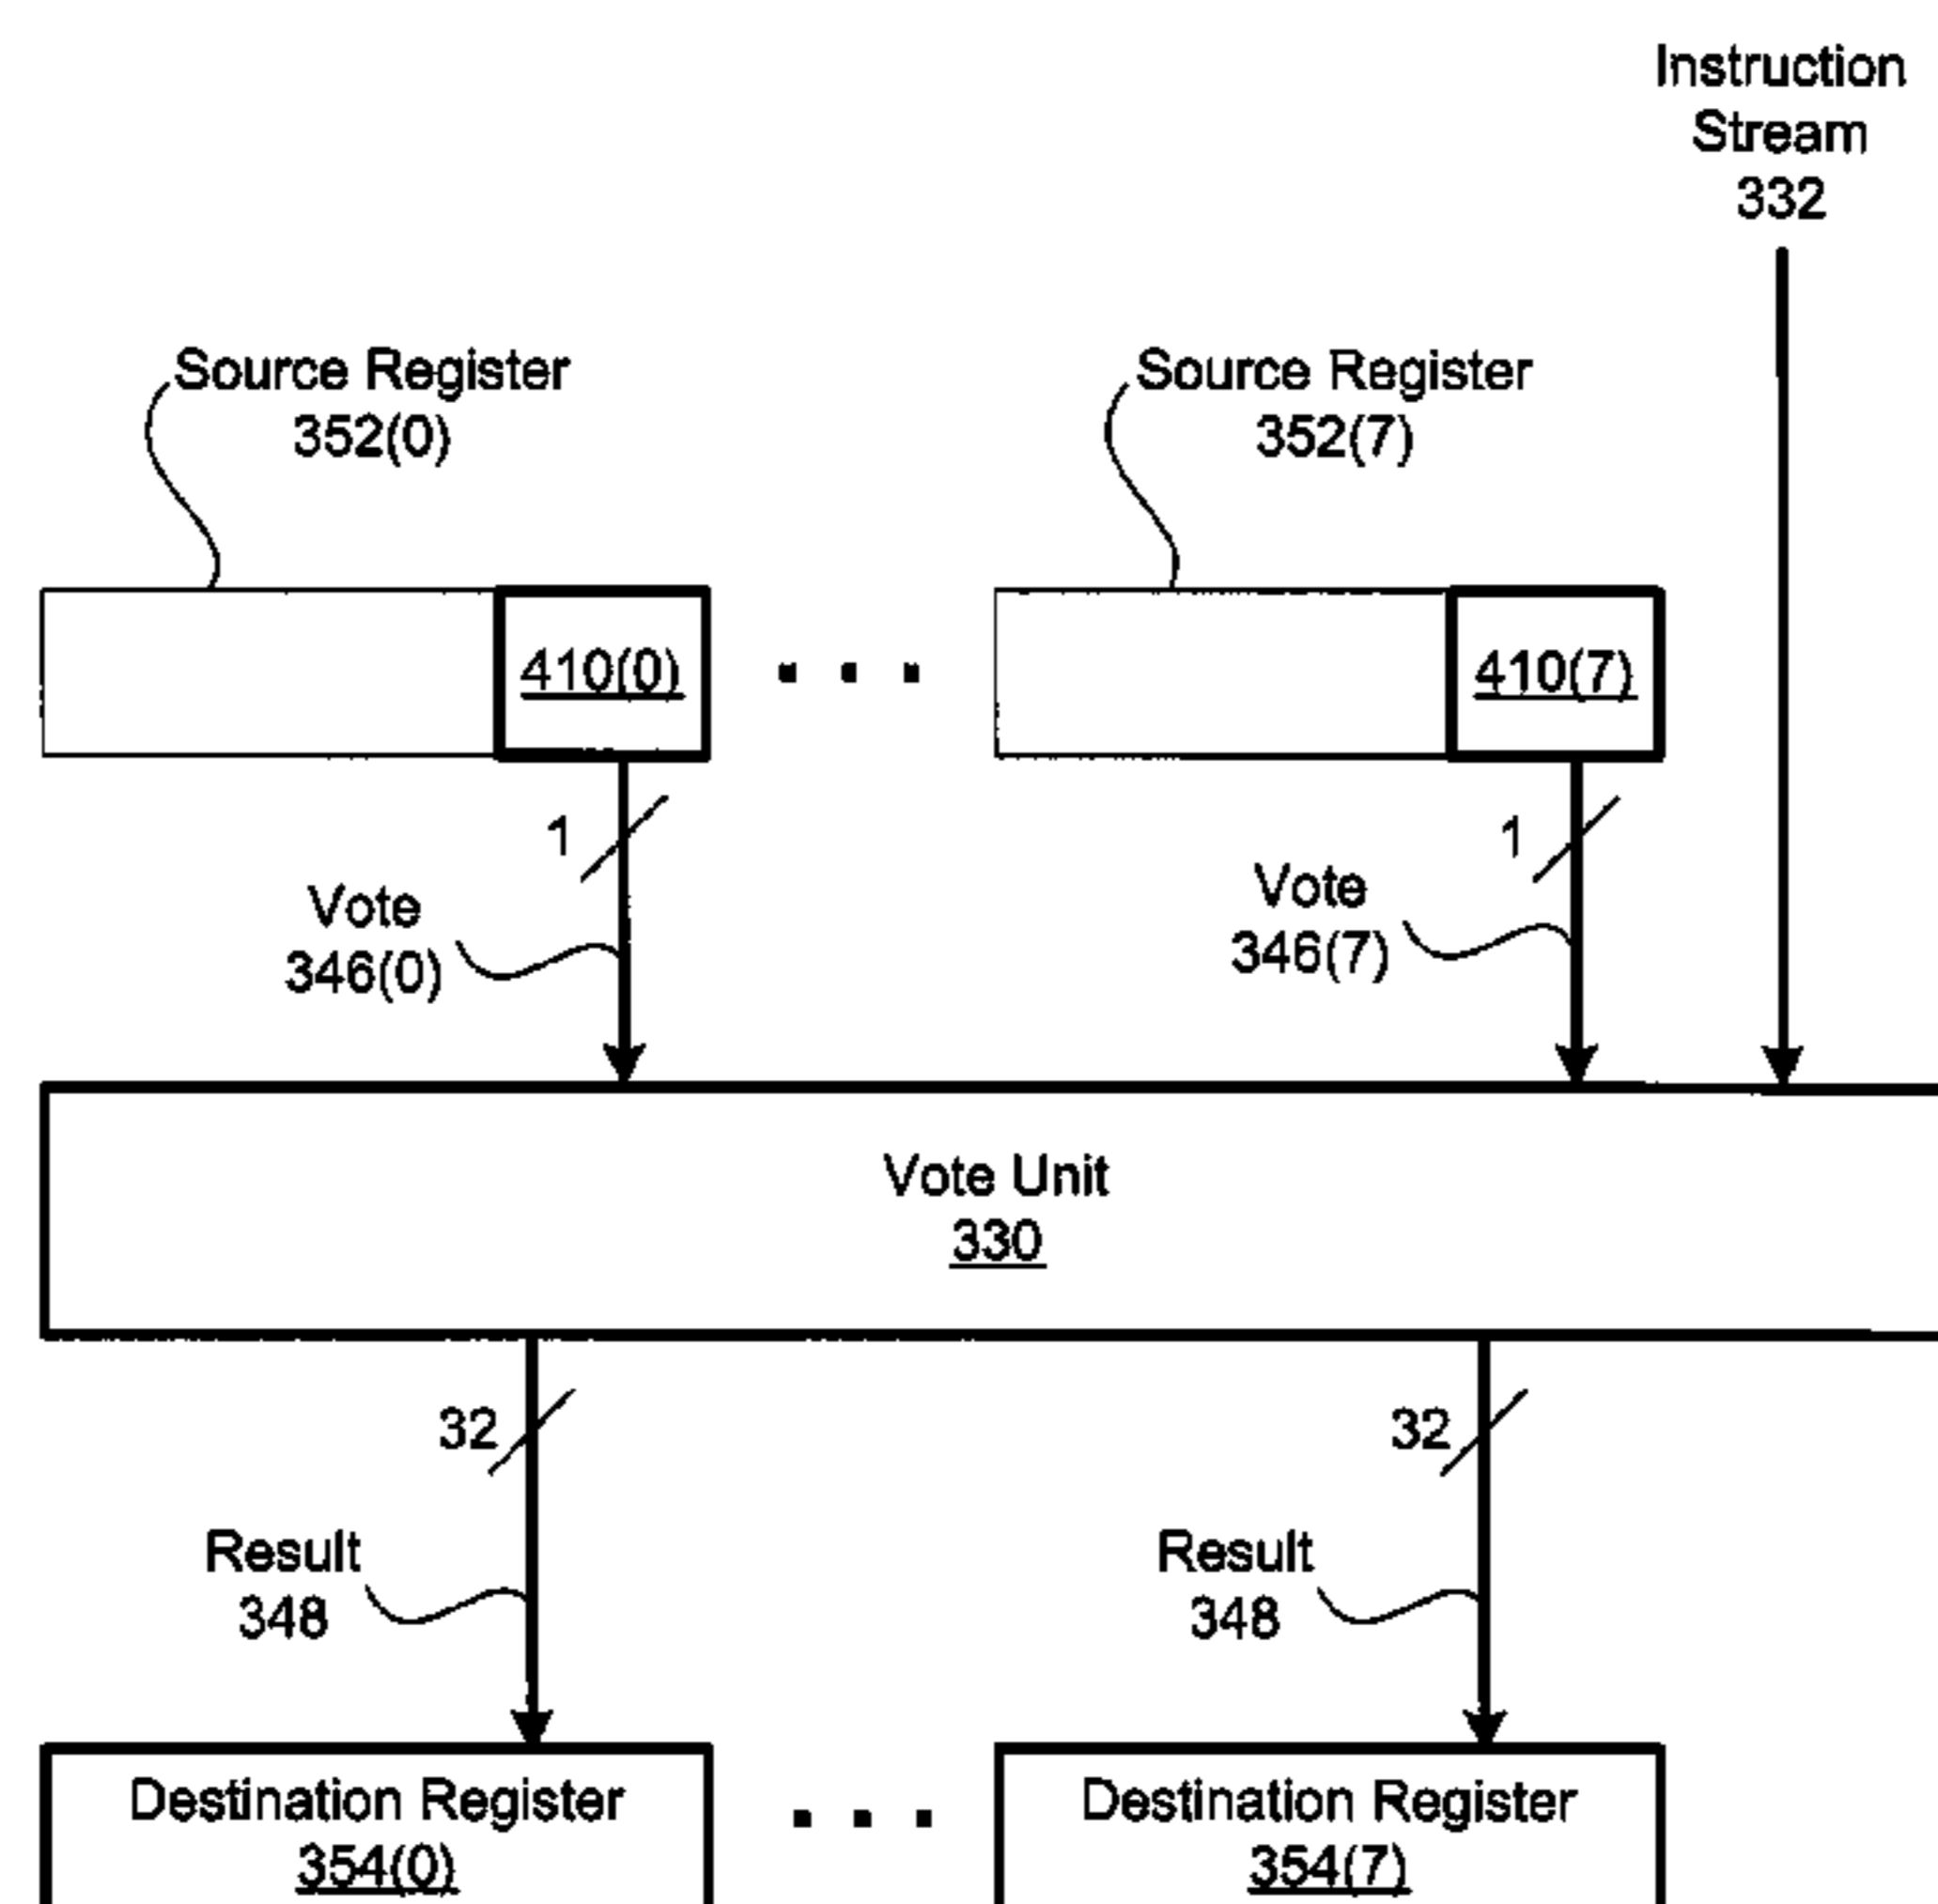 Instruction
Stream
332
Source Register
352(0)
Source Register
352(7)
410(0)
410(7)
1
1
Vote
346(0)
Vote
346(7)
Vote Unit
330
32
32
Result
348
Result
348
Destination Register
354(0)
Destination Register
354(7)